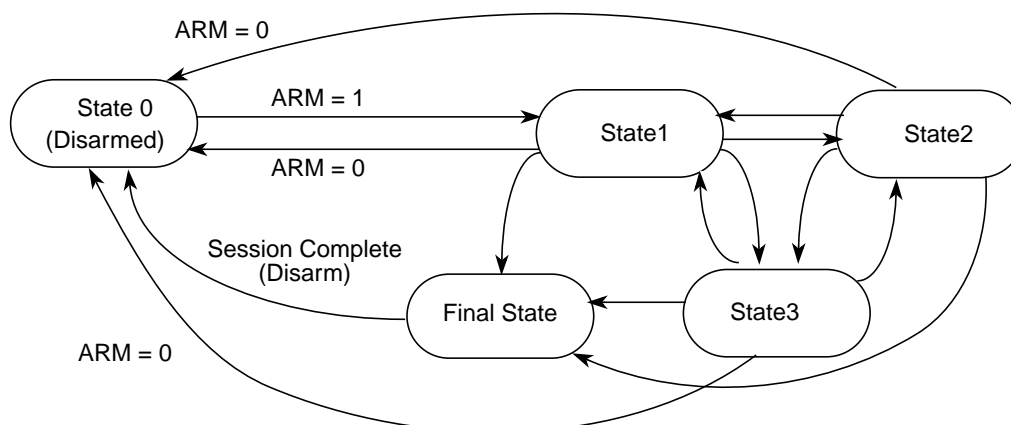 ARM = 0
State 0
(Disarmed)
ARM = 1
State1
State2
ARM = 0
Session Complete
(Disarm)
Final State
State3
ARM = 0